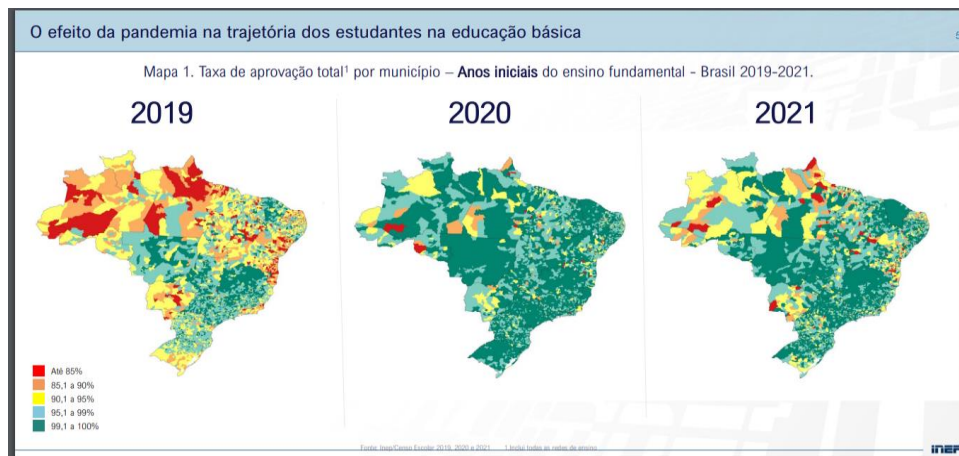 O efeito da pandemia na trajetória dos estudantes na educação básica
5
Mapa 1. Taxa de aprovação total¹ por município – Anos iniciais do ensino fundamental - Brasil 2019-2021.
2019
2020
2021
Até 85%
85,1 a 90%
90,1 a 95%
95,1 a 99%
99,1 a 100%
Fonte: Inep/Censo Escolar 2019, 2020 e 2021. 1 Inclui todas as redes de ensino
INEP